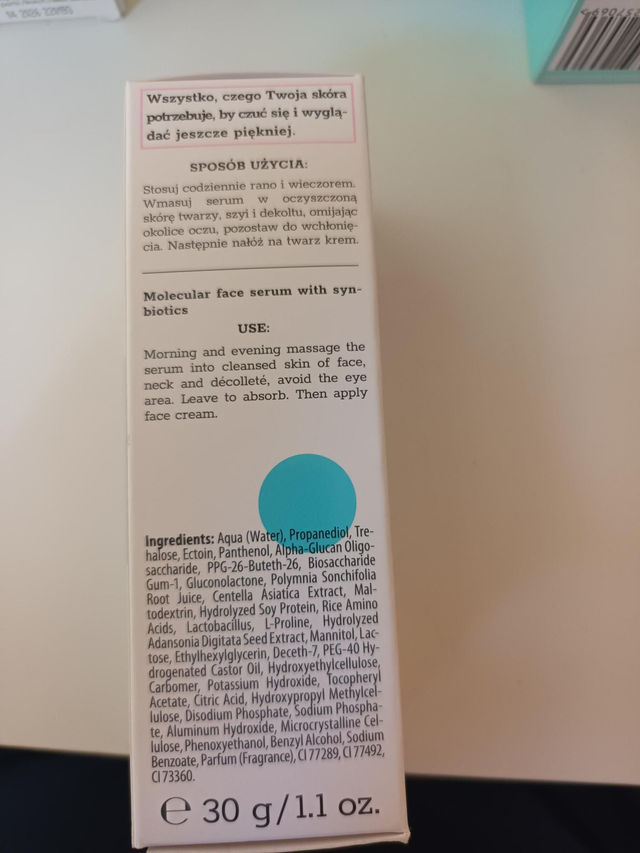 Wszystko, czego Twoja skóra
potrzebuje, by czuć się i wyglą-
dać jeszcze piękniej.
SPOSÓB UŻYCIA:
Stosuj codziennie rano i wieczorem.
Wmasuj serum w oczyszczoną
skórę twarzy, szyi i dekoltu, omijając
okolice oczu, pozostaw do wchłonię-
cia. Następnie nałóż na twarz krem.
Molecular face serum with syn-
biotics
USE:
Morning and evening massage the
serum into cleansed skin of face,
neck and décolleté, avoid the eye
area. Leave to absorb. Then apply
face cream.
Ingredients: Aqua (Water), Propanediol, Tre-
halose, Ectoin, Panthenol, Alpha-Glucan Oligo-
saccharide, PPG-26-Buteth-26, Biosaccharide
Gum-1, Gluconolactone, Polymnia Sonchifolia
Root Juice, Centella Asiatica Extract, Mal-
todextrin, Hydrolyzed Soy Protein, Rice Amino
Acids, Lactobacillus, L-Proline, Hydrolyzed
Adansonia Digitata Seed Extract, Mannitol, Lac-
tose, Ethylhexylglycerin, Deceth-7, PEG-40 Hy-
drogenated Castor Oil, Hydroxyethylcellulose,
Carbomer, Potassium Hydroxide, Tocopheryl
Acetate, Citric Acid, Hydroxypropyl Methylcel-
lulose, Disodium Phosphate, Sodium Phospha-
te, Aluminum Hydroxide, Microcrystalline Cel-
lulose, Phenoxyethanol, Benzyl Alcohol, Sodium
Benzoate, Parfum (Fragrance), CI 77289, CI 77492,
CI 73360.
℮ 30 g/1.1 oz.